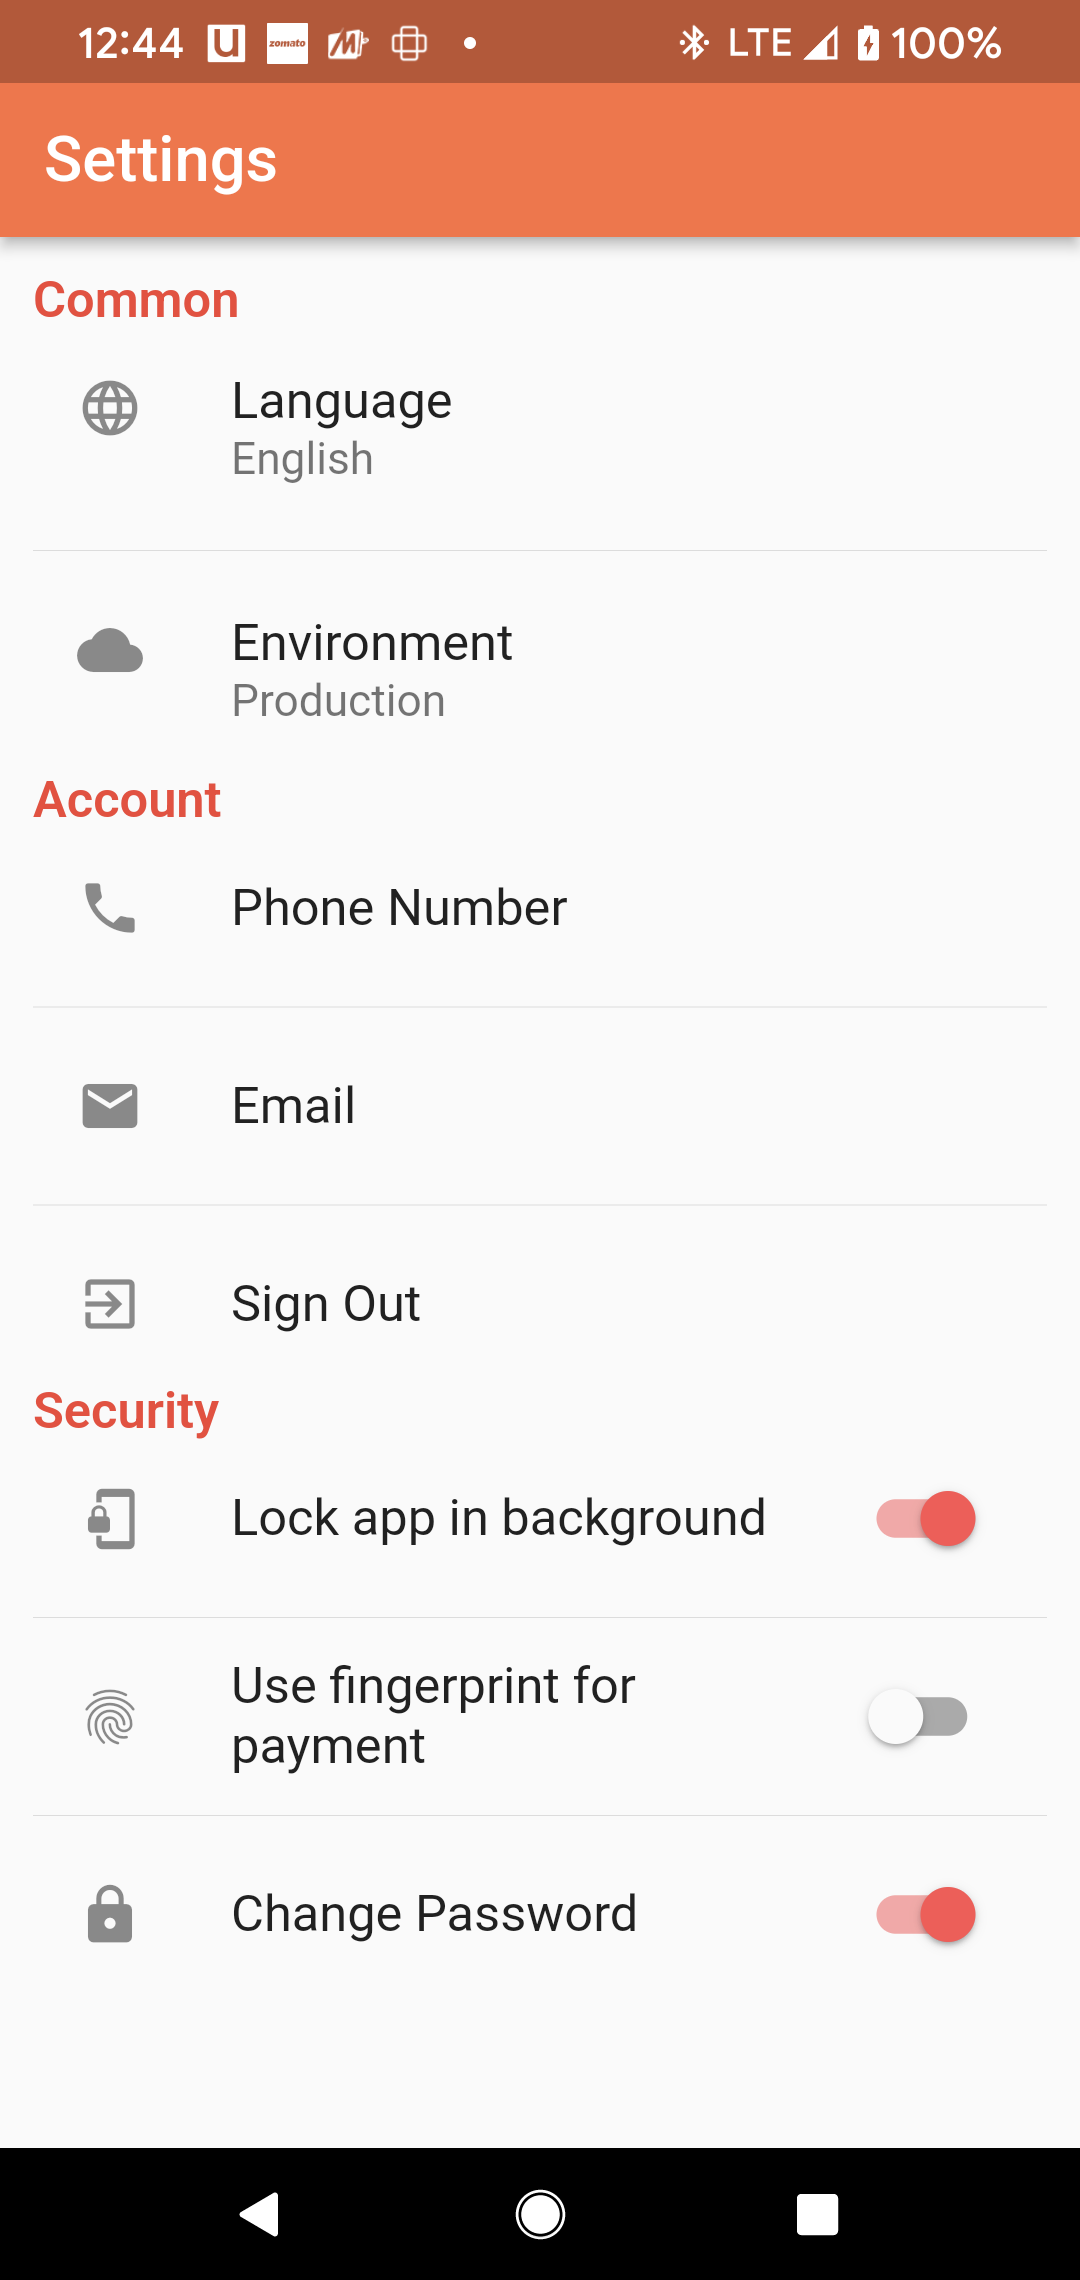 12:44 U zomato M LTE 100%
Settings
Common
Language
English
Environment
Production
Account
Phone Number
Email
Sign Out
Security
Lock app in background
Use fingerprint for
payment
Change Password